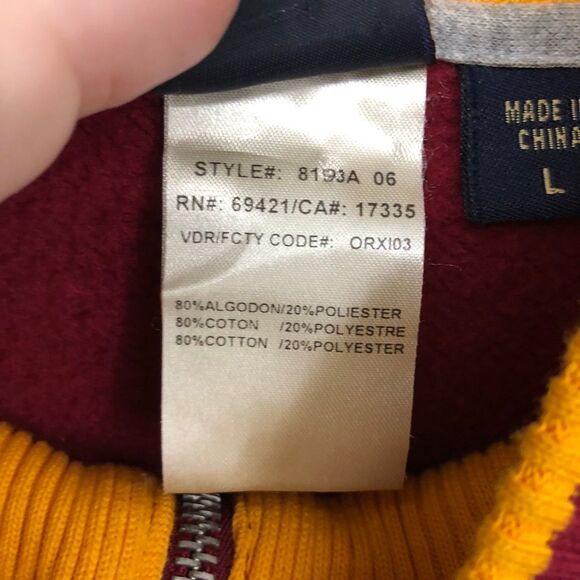 STYLE#: 8193A 06
RN#: 69421/CA#: 17335
VDR/FCTY CODE#: ORXI03
80%ALGODON/20%POLIESTER
80%COTON /20%POLYESTRE
80%COTTON /20%POLYESTER
MADE I
CHINA
L